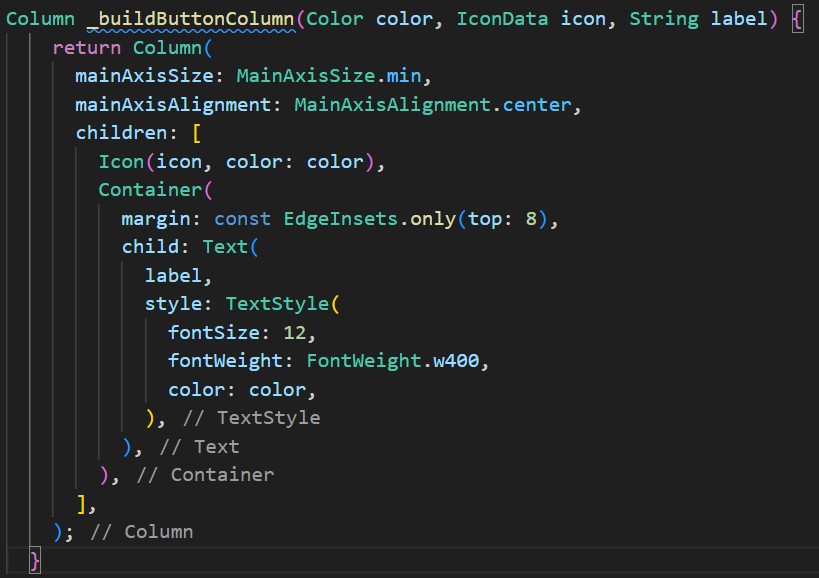 Column _buildButtonColumn(Color color, IconData icon, String label) {
    return Column(
      mainAxisSize: MainAxisSize.min,
      mainAxisAlignment: MainAxisAlignment.center,
      children: [
        Icon(icon, color: color),
        Container(
          margin: const EdgeInsets.only(top: 8),
          child: Text(
            label,
            style: TextStyle(
              fontSize: 12,
              fontWeight: FontWeight.w400,
              color: color,
            ), // TextStyle
          ), // Text
        ), // Container
      ],
    ); // Column
  }